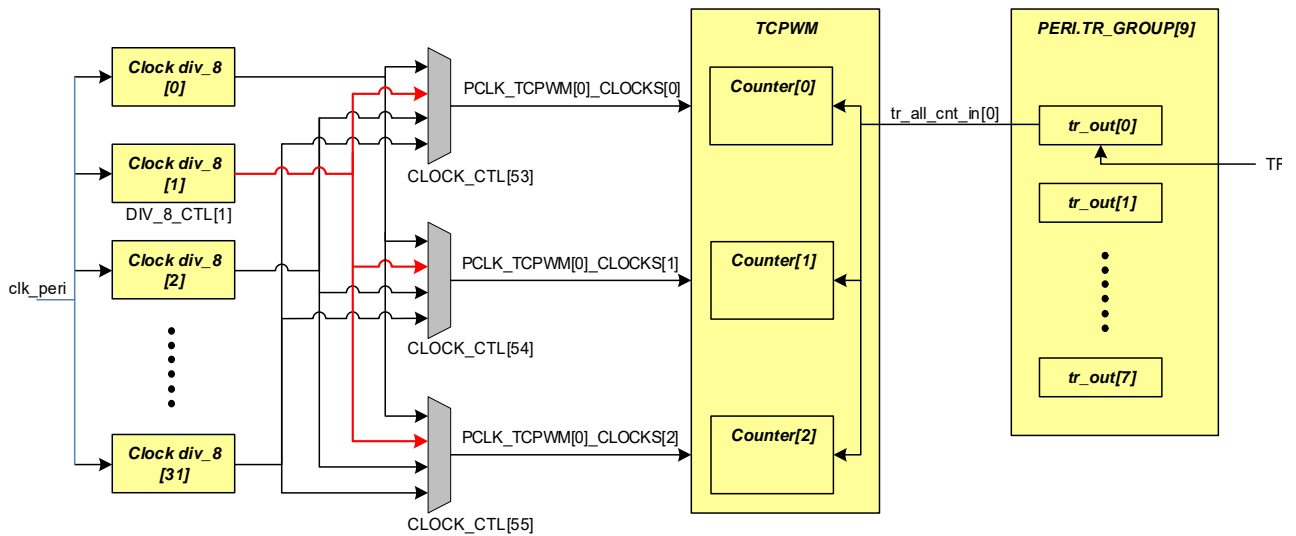 TCPWM
PERI.TR_GROUP[9]
Clock div_8
[0]
PCLK_TCPWM[0]_CLOCKS[0]
Counter[0]
tr_all_cnt_in[0]
tr_out[0]
Clock div_8
[1]
CLOCK_CTL[53]
TF
DIV_8_CTL[1]
tr_out[1]
Clock div_8
[2]
PCLK_TCPWM[0]_CLOCKS[1]
Counter[1]
clk_peri
CLOCK_CTL[54]
tr_out[7]
Clock div_8
[31]
PCLK_TCPWM[0]_CLOCKS[2]
Counter[2]
CLOCK_CTL[55]